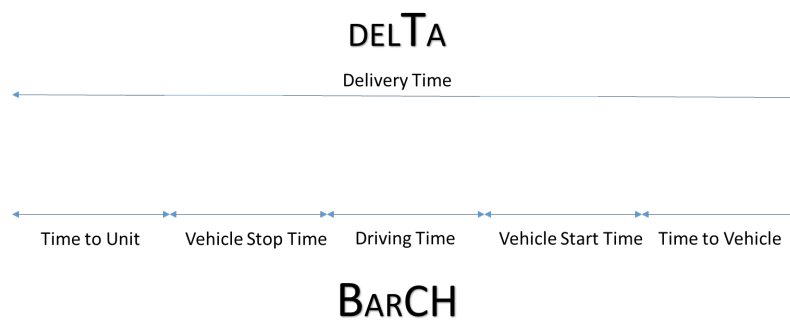 DELTA
Delivery Time
Time to Unit Vehicle Stop Time Driving Time Vehicle Start Time Time to Vehicle
BARCH